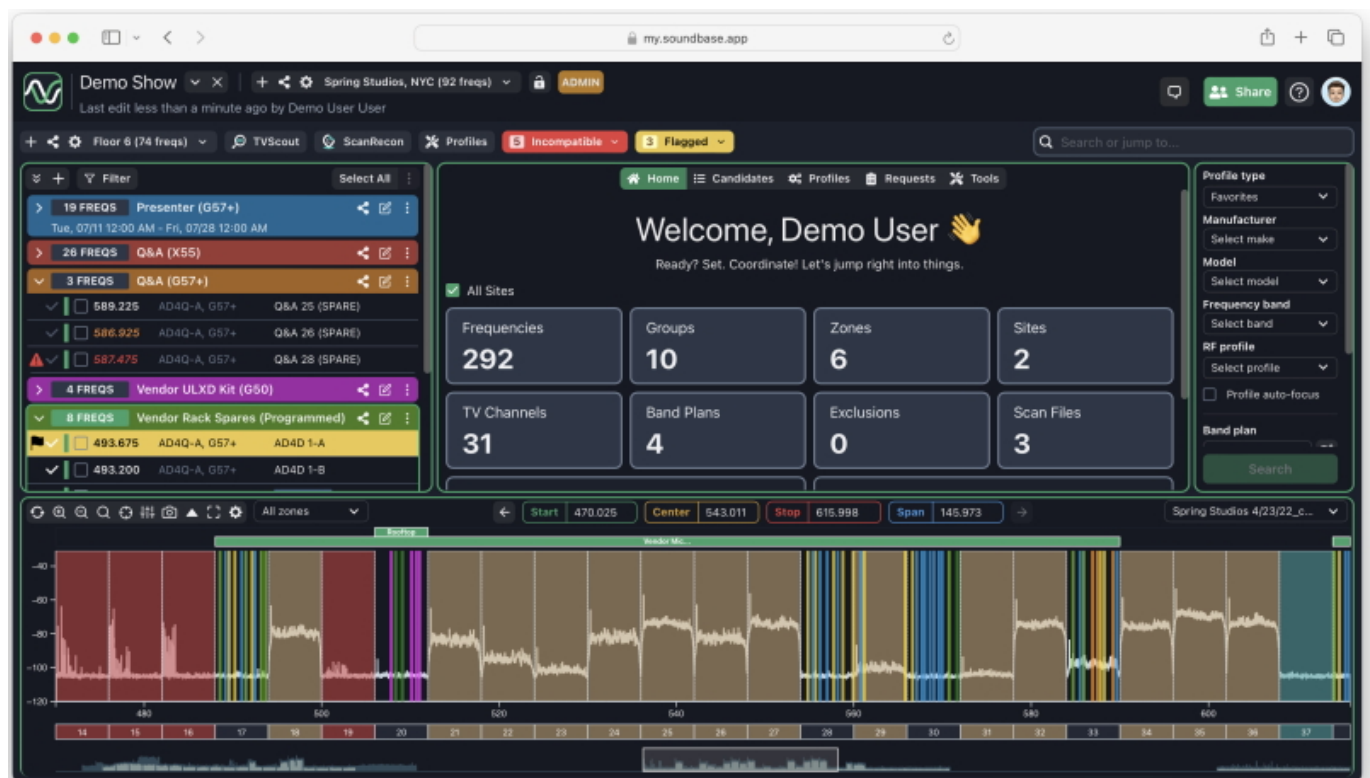 my.soundbase.app
Demo Show
Spring Studios, NYC (92 freqs)
ADMIN
Last edit less than a minute ago by Demo User User
Share
Floor 6 (74 freqs)
TVScout
ScanRecon
Profiles
5 Incompatible
3 Flagged
Search or jump to...
Filter
Select All
19 FREQS Presenter (G57+)
Tue, 07/11 12:00 AM - Fri, 07/28 12:00 AM
26 FREQS Q&A (X55)
3 FREQS Q&A (G57+)
589.225 AD4Q-A, G57+ Q&A 25 (SPARE)
586.925 AD4Q-A, G57+ Q&A 26 (SPARE)
587.475 AD4Q-A, G57+ Q&A 28 (SPARE)
4 FREQS Vendor ULXD Kit (G50)
8 FREQS Vendor Rack Spares (Programmed)
493.675 AD4Q-A, G57+ AD4D 1-A
493.200 AD4Q-A, G57+ AD4D 1-B
Home Candidates Profiles Requests Tools
Welcome, Demo User 👋
Ready? Set. Coordinate! Let's jump right into things.
All Sites
Frequencies
292
Groups
10
Zones
6
Sites
2
TV Channels
31
Band Plans
4
Exclusions
0
Scan Files
3
Profile type
Favorites
Manufacturer
Select make
Model
Select model
Frequency band
Select band
RF profile
Select profile
Profile auto-focus
Band plan
Search
All zones
Start 470.025
Center 543.011
Stop 615.998
Span 145.973
Spring Studios 4/23/22_c...
Rooftop
Vendor Mic...
-40
-60
-80
-100
-120
480 500 520 540 560 580 600
14 15 16 17 18 19 20 21 22 23 24 25 26 27 28 29 30 31 32 33 34 35 36 37